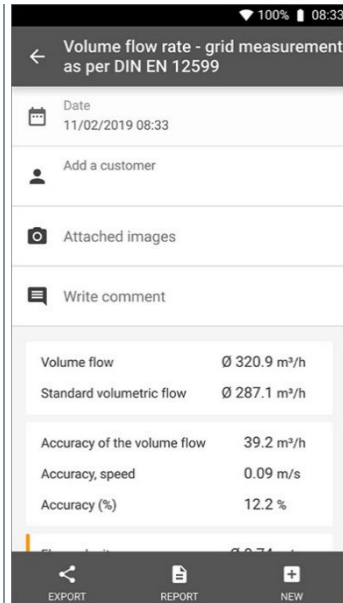 100% 08:33
Volume flow rate - grid measurement
as per DIN EN 12599
Date
11/02/2019 08:33
Add a customer
Attached images
Write comment
Volume flow Ø 320.9 m³/h
Standard volumetric flow Ø 287.1 m³/h
Accuracy of the volume flow 39.2 m³/h
Accuracy, speed 0.09 m/s
Accuracy (%) 12.2 %
EXPORT REPORT NEW